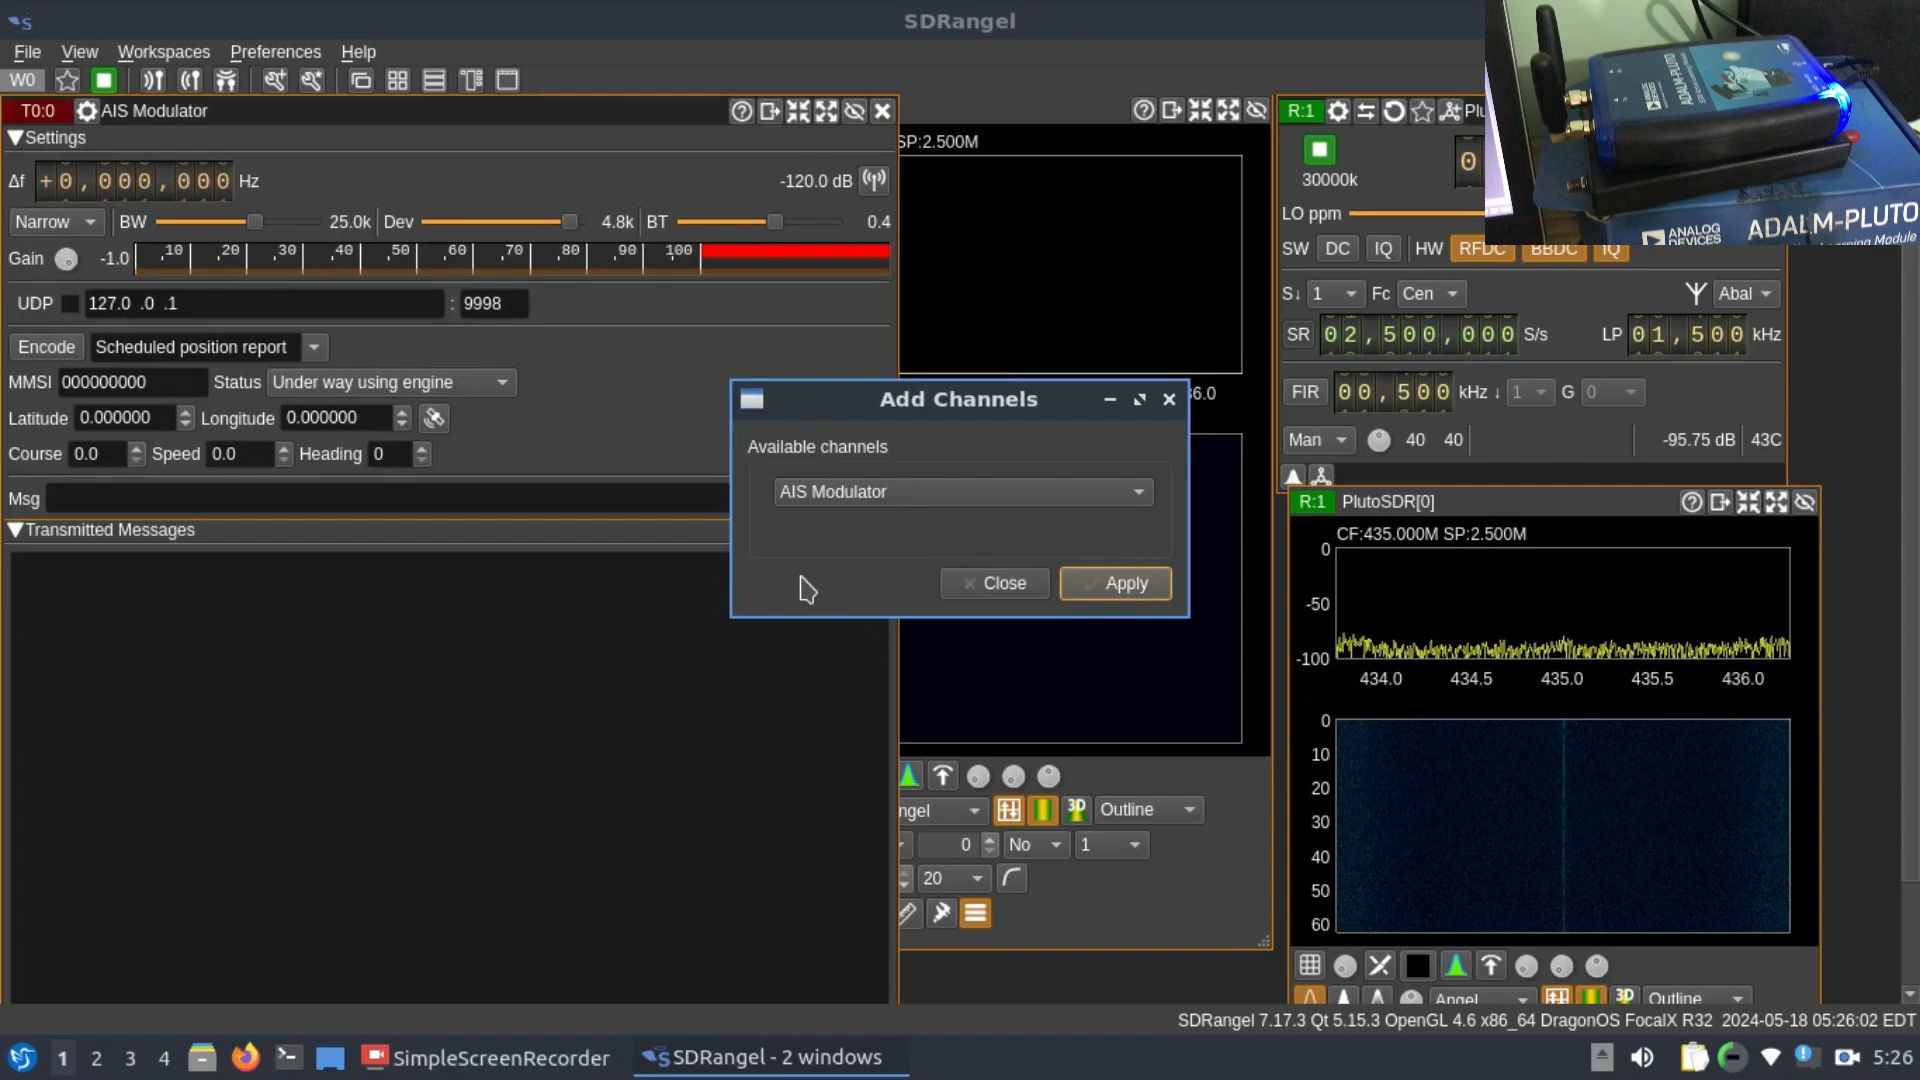 SDRangel
File View Workspaces Preferences Help
W0
T0:0 AIS Modulator
Settings
Δf +0,000,000 Hz -120.0 dB
Narrow BW 25.0k Dev 4.8k BT 0.4
Gain -1.0 10 20 30 40 50 60 70 80 90 100
UDP 127.0 .0 .1 : 9998
Encode Scheduled position report
MMSI 000000000 Status Under way using engine
Latitude 0.000000 Longitude 0.000000
Course 0.0 Speed 0.0 Heading 0
Msg
Transmitted Messages
SP:2.500M
Add Channels
Available channels
AIS Modulator
Close Apply
3D Outline
0 No 1
20
R:1
30000k 0
LO ppm
SW DC IQ HW RFDC BBDC IQ
S↓ 1 Fc Cen Abal
SR 02,500,000 S/s LP 01,500 kHz
FIR 00,500 kHz ↓ 1 G 0
Man 40 40 -95.75 dB 43C
R:1 PlutoSDR[0]
CF:435.000M SP:2.500M
0
-50
-100
434.0 434.5 435.0 435.5 436.0
0
10
20
30
40
50
60
Angel 3D Outline
ADALM-PLUTO
ANALOG DEVICES ADALM-PLUTO
Learning Module
SDRangel 7.17.3 Qt 5.15.3 OpenGL 4.6 x86_64 DragonOS FocalX R32 2024-05-18 05:26:02 EDT
1 2 3 4 SimpleScreenRecorder SDRangel - 2 windows 5:26